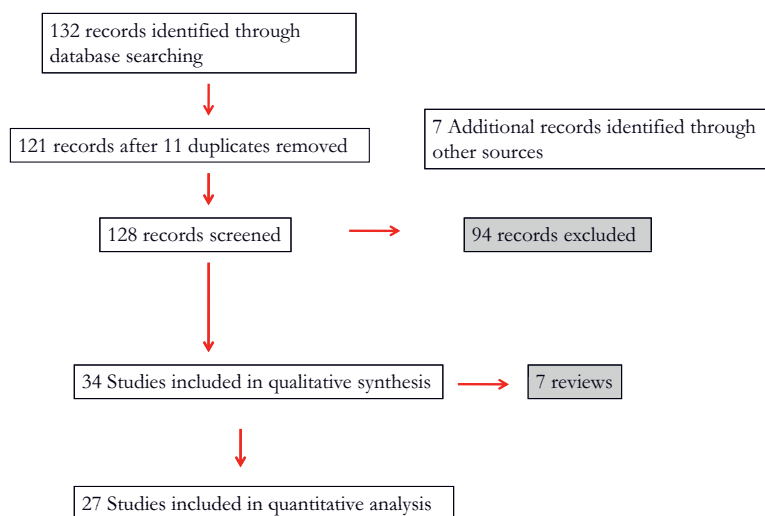 132 records identified through
database searching
121 records after 11 duplicates removed
7 Additional records identified through
other sources
128 records screened
94 records excluded
34 Studies included in qualitative synthesis
7 reviews
27 Studies included in quantitative analysis